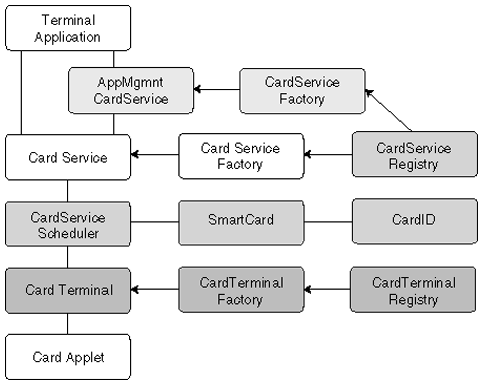 Terminal
Application
AppMgmnt
CardService
CardService
Factory
Card Service
Card Service
Factory
CardService
Registry
CardService
Scheduler
SmartCard
CardID
Card Terminal
CardTerminal
Factory
CardTerminal
Registry
Card Applet